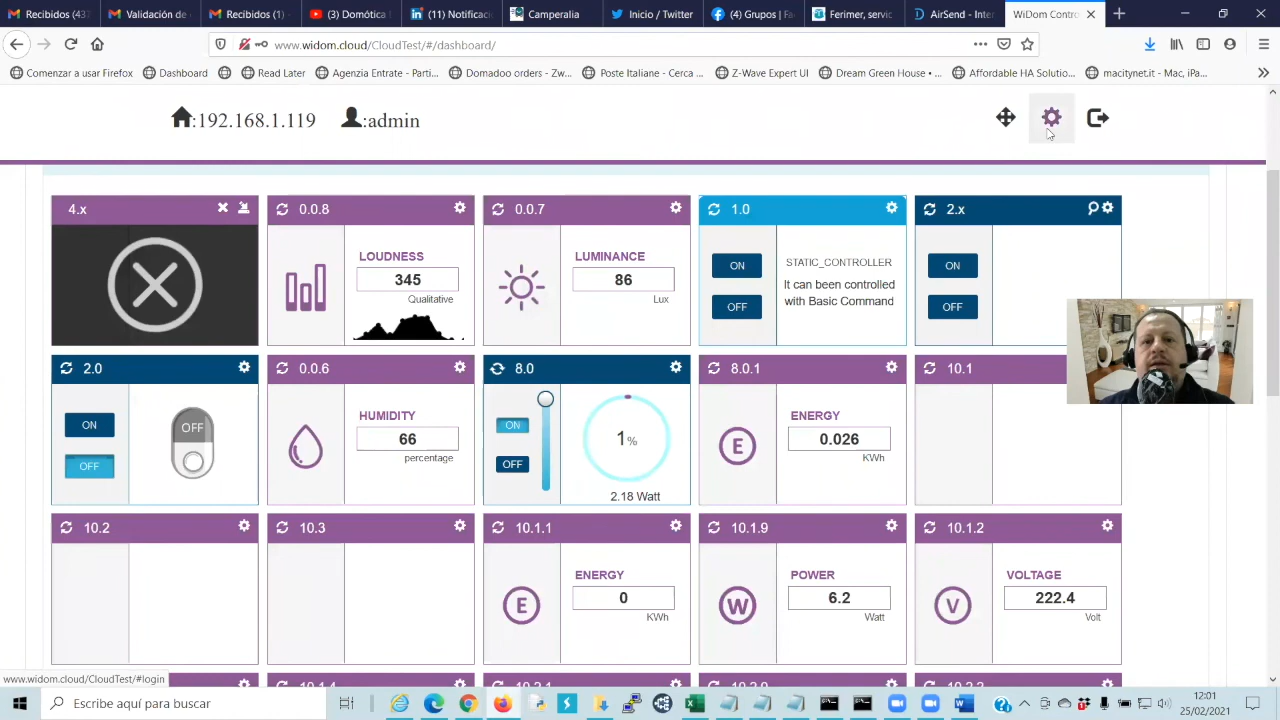 Recibidos (437
Validación de
Recibidos (1) -
(3) Domótica
(11) Notificaci
Camperalia
Inicio / Twitter
(4) Grupos | Fa
Ferimer, servic
AirSend - Inter
WiDom Contro
www.widom.cloud/CloudTest/#/dashboard/
Comenzar a usar Firefox
Dashboard
Read Later
Agenzia Entrate - Parti...
Domadoo orders - Zw...
Poste Italiane - Cerca ...
Z-Wave Expert UI
Dream Green House • ...
Affordable HA Solutio...
macitynet.it - Mac, iPa...
:192.168.1.119
:admin
4.x
0.0.8
0.0.7
1.0
2.x
LOUDNESS
345
Qualitative
LUMINANCE
86
Lux
ON
OFF
STATIC_CONTROLLER
It can been controlled
with Basic Command
ON
OFF
2.0
0.0.6
8.0
8.0.1
10.1
ON
OFF
OFF
HUMIDITY
66
percentage
ON
OFF
1%
2.18 Watt
E
ENERGY
0.026
KWh
10.2
10.3
10.1.1
10.1.9
10.1.2
E
ENERGY
0
KWh
W
POWER
6.2
Watt
V
VOLTAGE
222.4
Volt
www.widom.cloud/CloudTest/#login
Escribe aquí para buscar
12:01
25/02/2021